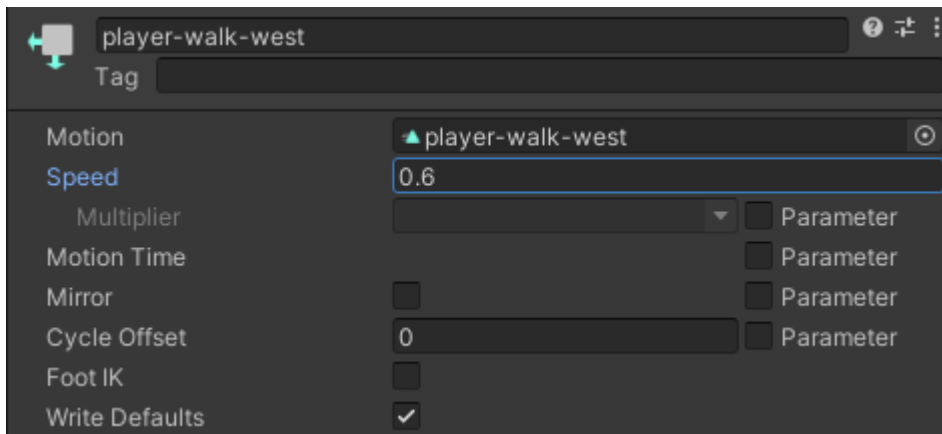 player-walk-west
Tag
Motion player-walk-west
Speed 0.6
Multiplier Parameter
Motion Time Parameter
Mirror Parameter
Cycle Offset 0 Parameter
Foot IK
Write Defaults